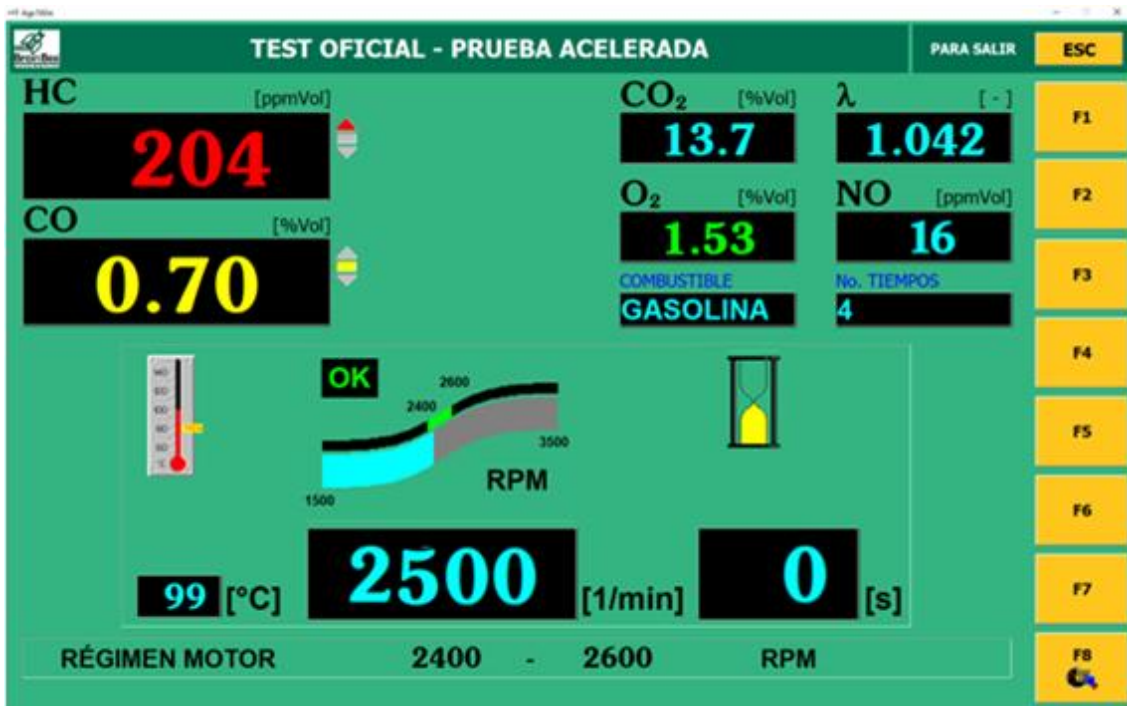 TEST OFICIAL - PRUEBA ACELERADA
PARA SALIR
ESC
HC [ppmVol]
204
CO [%Vol]
0.70
CO₂ [%Vol]
13.7
λ [ - ]
1.042
O₂ [%Vol]
1.53
NO [ppmVol]
16
COMBUSTIBLE
GASOLINA
No. TIEMPOS
4
F1
F2
F3
F4
F5
F6
F7
F8
OK
2600
2400
3500
RPM
1500
99 [°C]
2500 [1/min]
0 [s]
RÉGIMEN MOTOR 2400 - 2600 RPM